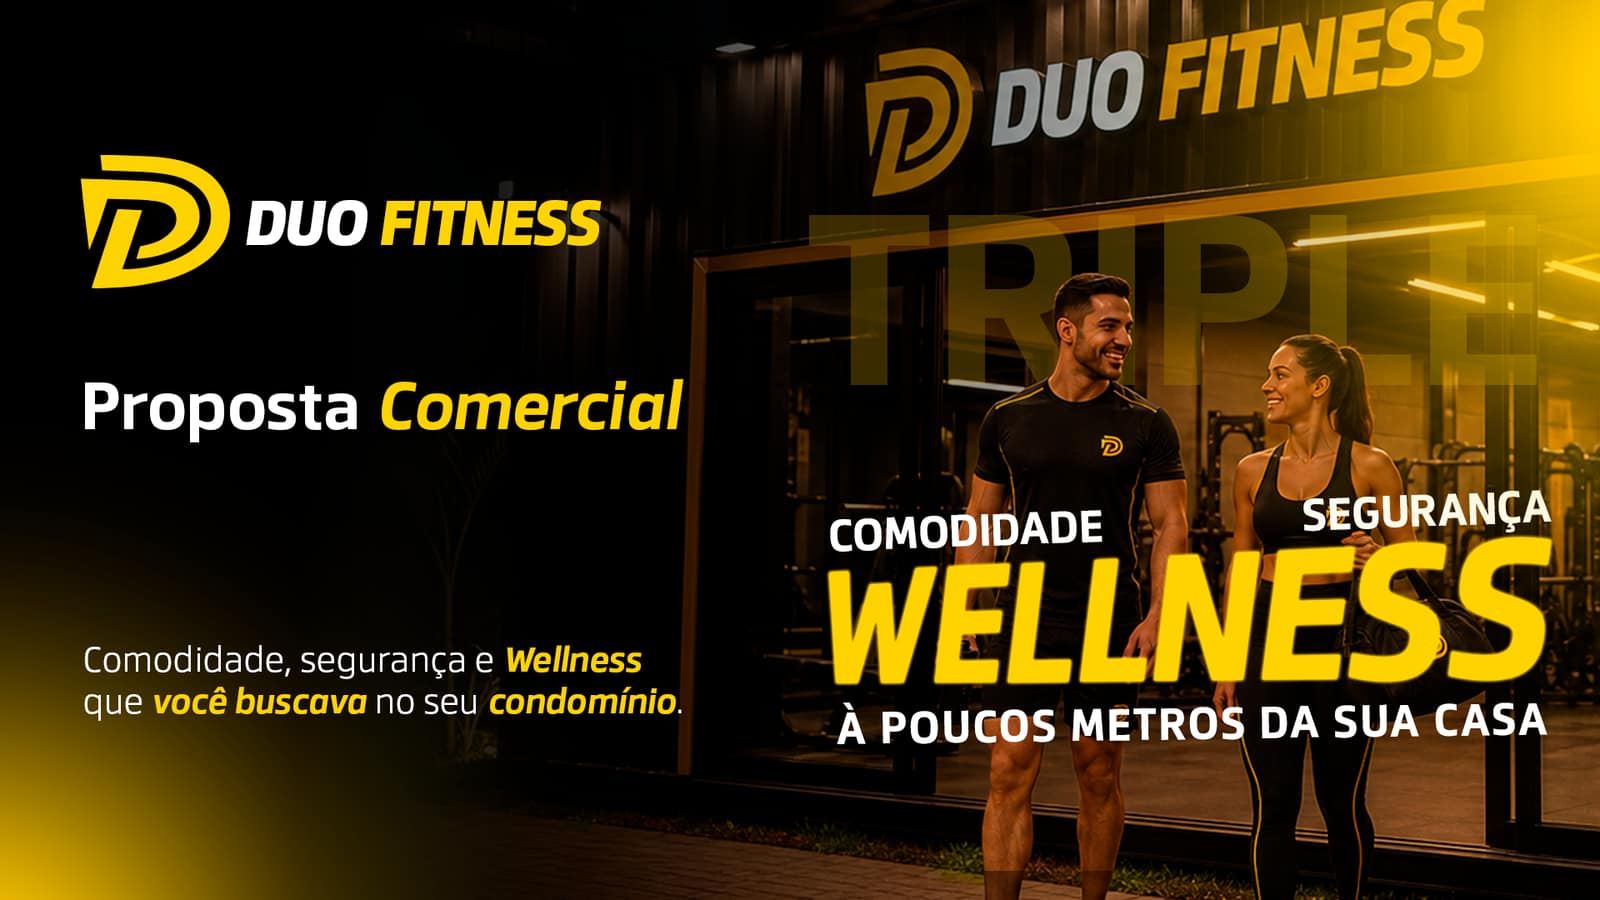 DUO FITNESS
Proposta Comercial
Comodidade, segurança e Wellness
que você buscava no seu condomínio.
DUO FITNESS
TRIPLE
COMODIDADE
SEGURANÇA
WELLNESS
À POUCOS METROS DA SUA CASA